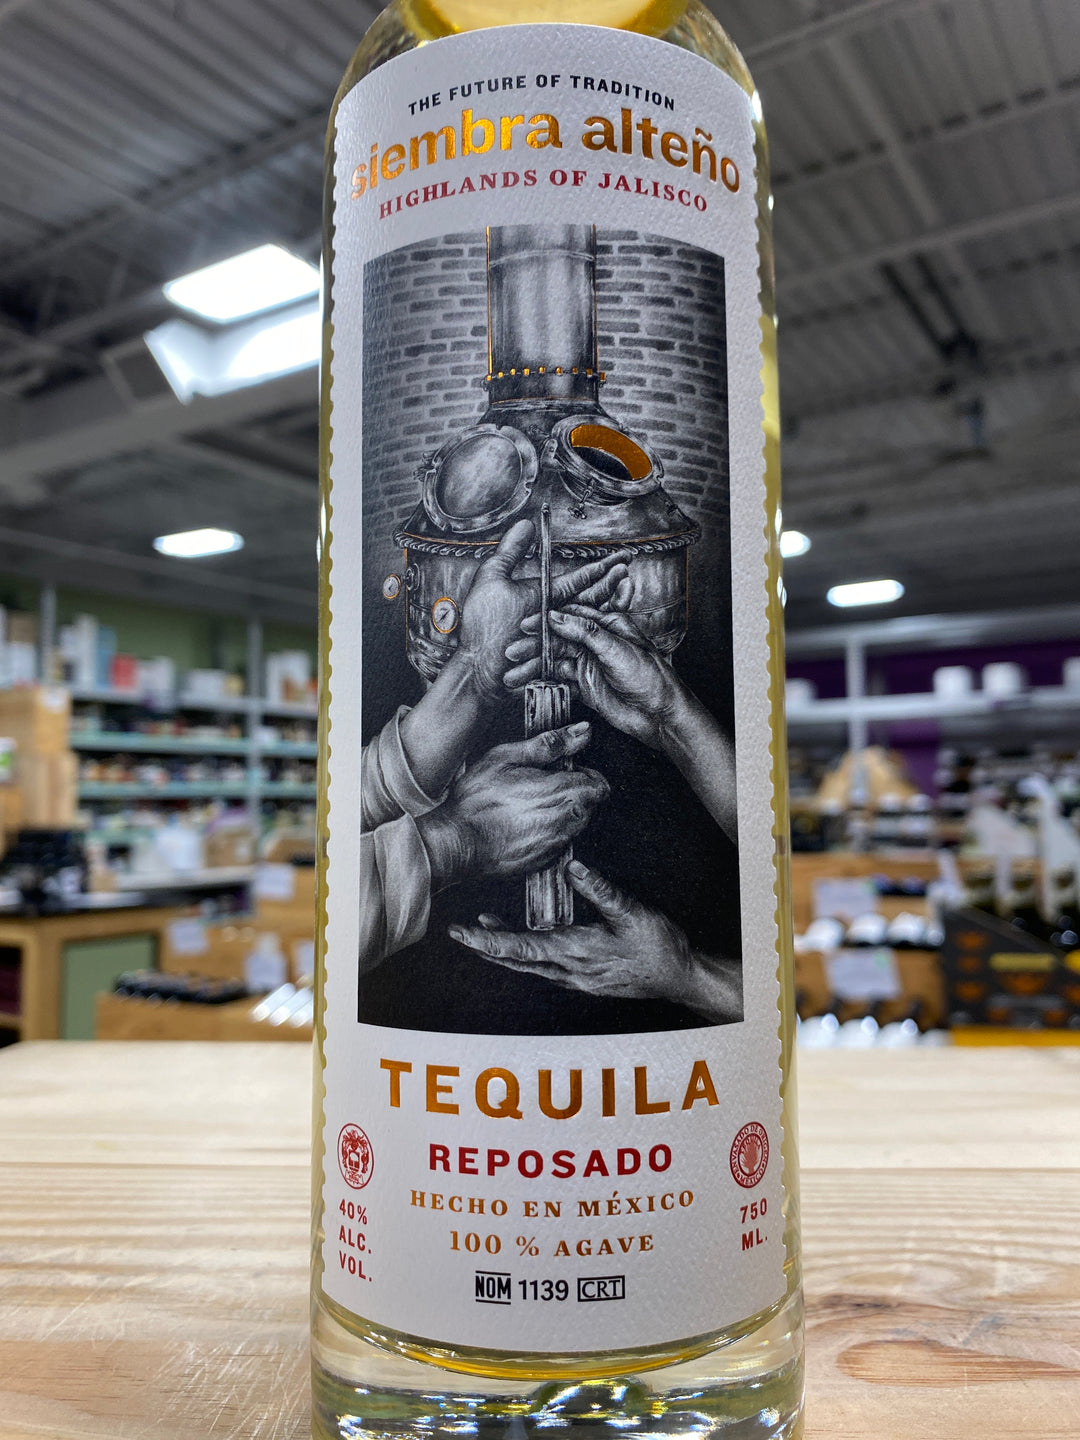 THE FUTURE OF TRADITION
siembra alteño
HIGHLANDS OF JALISCO
TEQUILA
REPOSADO
HECHO EN MÉXICO
100 % AGAVE
40%
ALC.
VOL.
750
ML.
NOM 1139 CRT